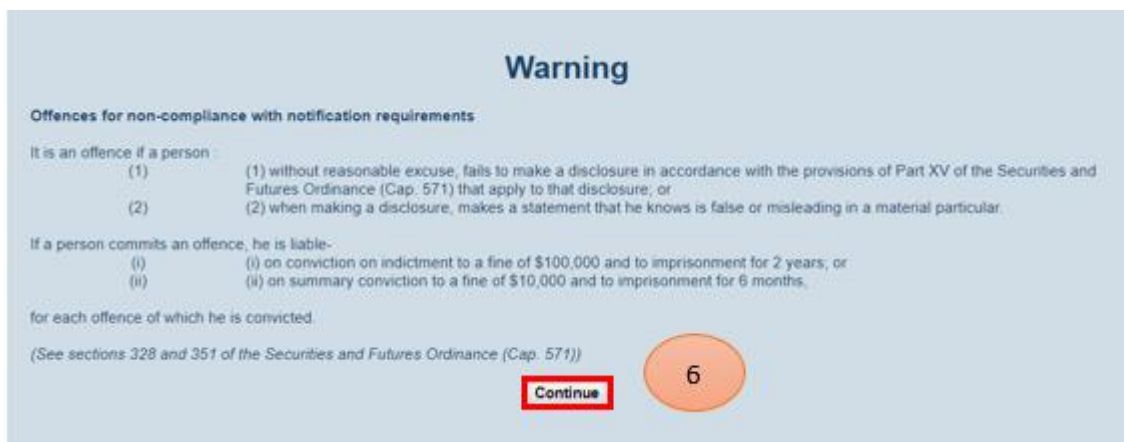 Warning
Offences for non-compliance with notification requirements
It is an offence if a person :
(1) (1) without reasonable excuse, fails to make a disclosure in accordance with the provisions of Part XV of the Securities and
Futures Ordinance (Cap. 571) that apply to that disclosure; or
(2) (2) when making a disclosure, makes a statement that he knows is false or misleading in a material particular.
If a person commits an offence, he is liable-
(i) (i) on conviction on indictment to a fine of $100,000 and to imprisonment for 2 years; or
(ii) (ii) on summary conviction to a fine of $10,000 and to imprisonment for 6 months,
for each offence of which he is convicted.
(See sections 328 and 351 of the Securities and Futures Ordinance (Cap. 571))
6
Continue